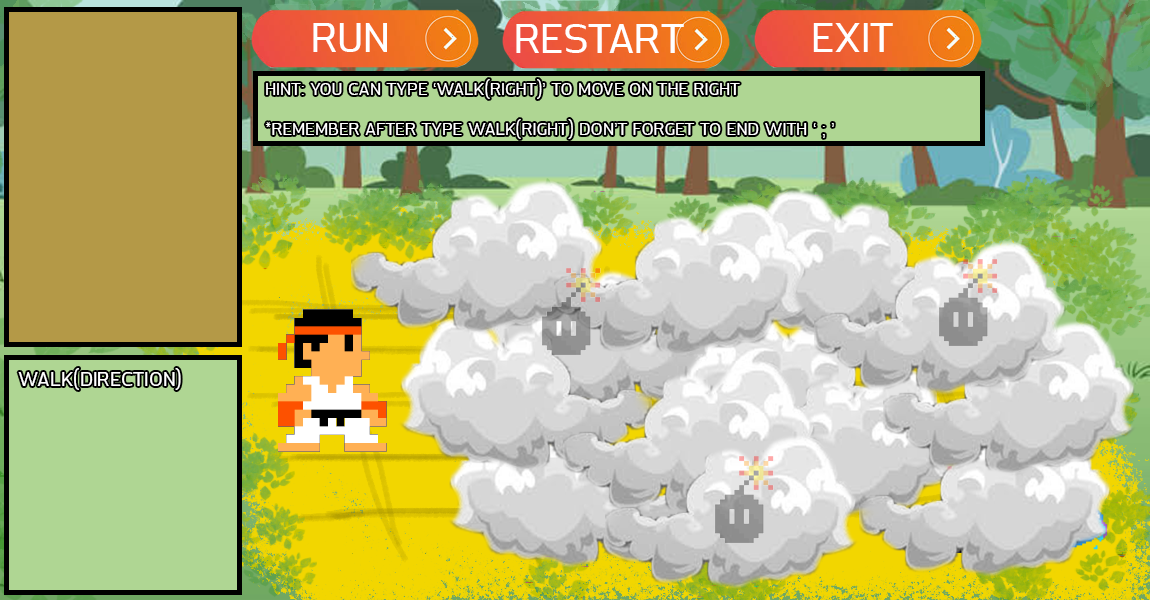 RUN
RESTART
EXIT
HINT: YOU CAN TYPE 'WALK(RIGHT)' TO MOVE ON THE RIGHT
*REMEMBER AFTER TYPE WALK(RIGHT) DON'T FORGET TO END WITH ' ; '
WALK(DIRECTION)